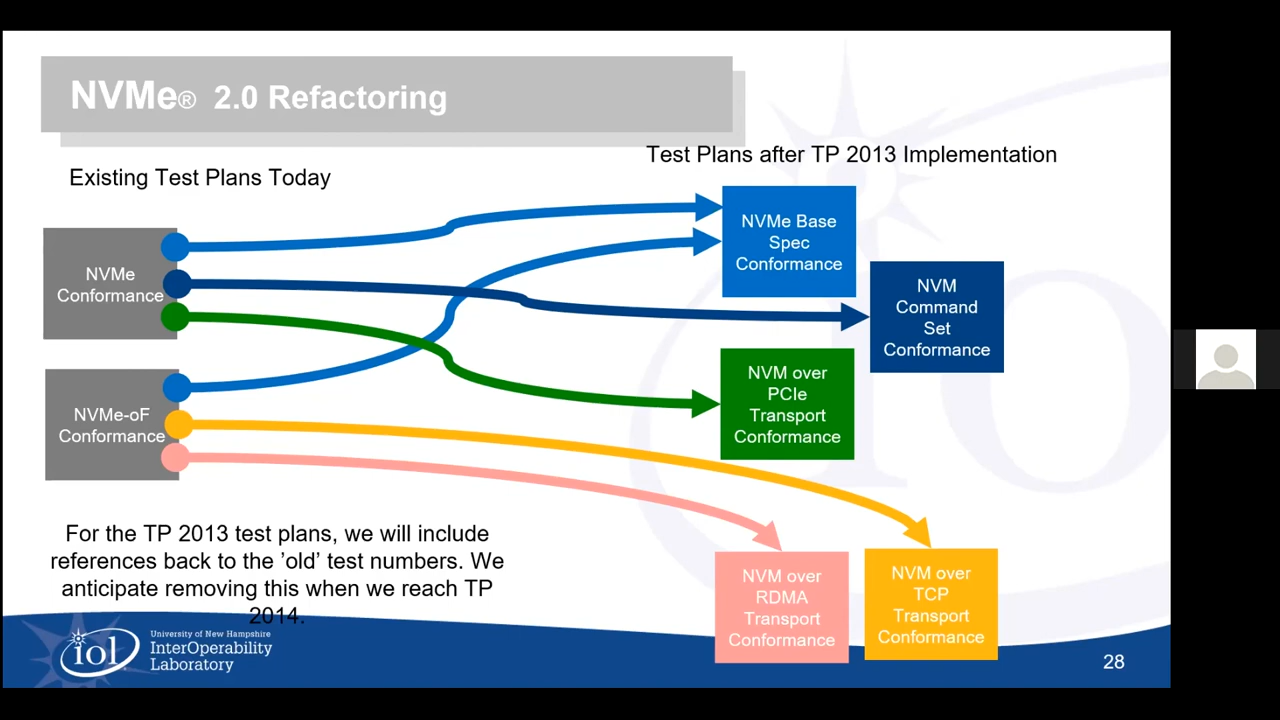 NVMe® 2.0 Refactoring
Test Plans after TP 2013 Implementation
Existing Test Plans Today
NVMe
Conformance
NVMe-oF
Conformance
NVMe Base
Spec
Conformance
NVM
Command
Set
Conformance
NVM over
PCIe
Transport
Conformance
NVM over
RDMA
Transport
Conformance
NVM over
TCP
Transport
Conformance
For the TP 2013 test plans, we will include
references back to the ’old’ test numbers. We
anticipate removing this when we reach TP
2014.
iol
University of New Hampshire
InterOperability
Laboratory
28